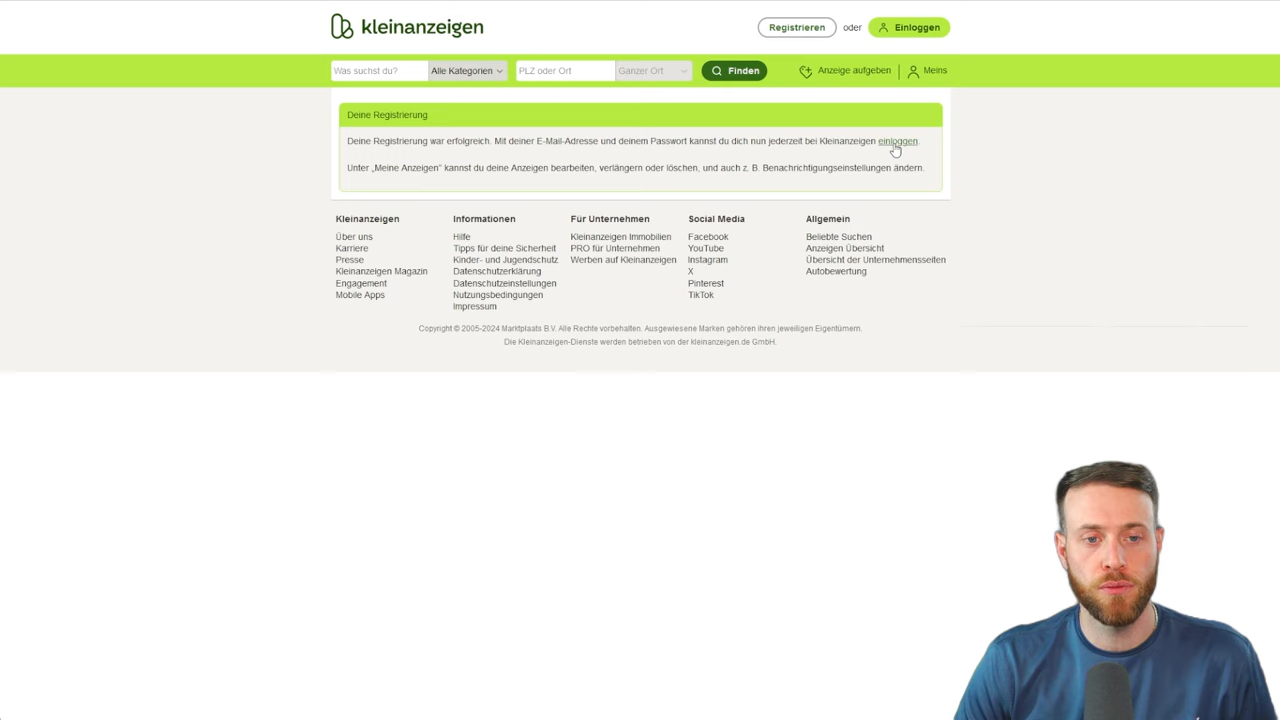 kleinanzeigen
Registrieren oder Einloggen
Was suchst du? Alle Kategorien PLZ oder Ort Ganzer Ort Finden Anzeige aufgeben Meins
Deine Registrierung
Deine Registrierung war erfolgreich. Mit deiner E-Mail-Adresse und deinem Passwort kannst du dich nun jederzeit bei Kleinanzeigen einloggen.
Unter „Meine Anzeigen" kannst du deine Anzeigen bearbeiten, verlängern oder löschen, und auch z. B. Benachrichtigungseinstellungen ändern.
Kleinanzeigen
Über uns
Karriere
Presse
Kleinanzeigen Magazin
Engagement
Mobile Apps
Informationen
Hilfe
Tipps für deine Sicherheit
Kinder- und Jugendschutz
Datenschutzerklärung
Datenschutzeinstellungen
Nutzungsbedingungen
Impressum
Für Unternehmen
Kleinanzeigen Immobilien
PRO für Unternehmen
Werben auf Kleinanzeigen
Social Media
Facebook
YouTube
Instagram
X
Pinterest
TikTok
Allgemein
Beliebte Suchen
Anzeigen Übersicht
Übersicht der Unternehmensseiten
Autobewertung
Copyright © 2005-2024 Marktplaats B.V. Alle Rechte vorbehalten. Ausgewiesene Marken gehören ihren jeweiligen Eigentümern.
Die Kleinanzeigen-Dienste werden betrieben von der kleinanzeigen.de GmbH.